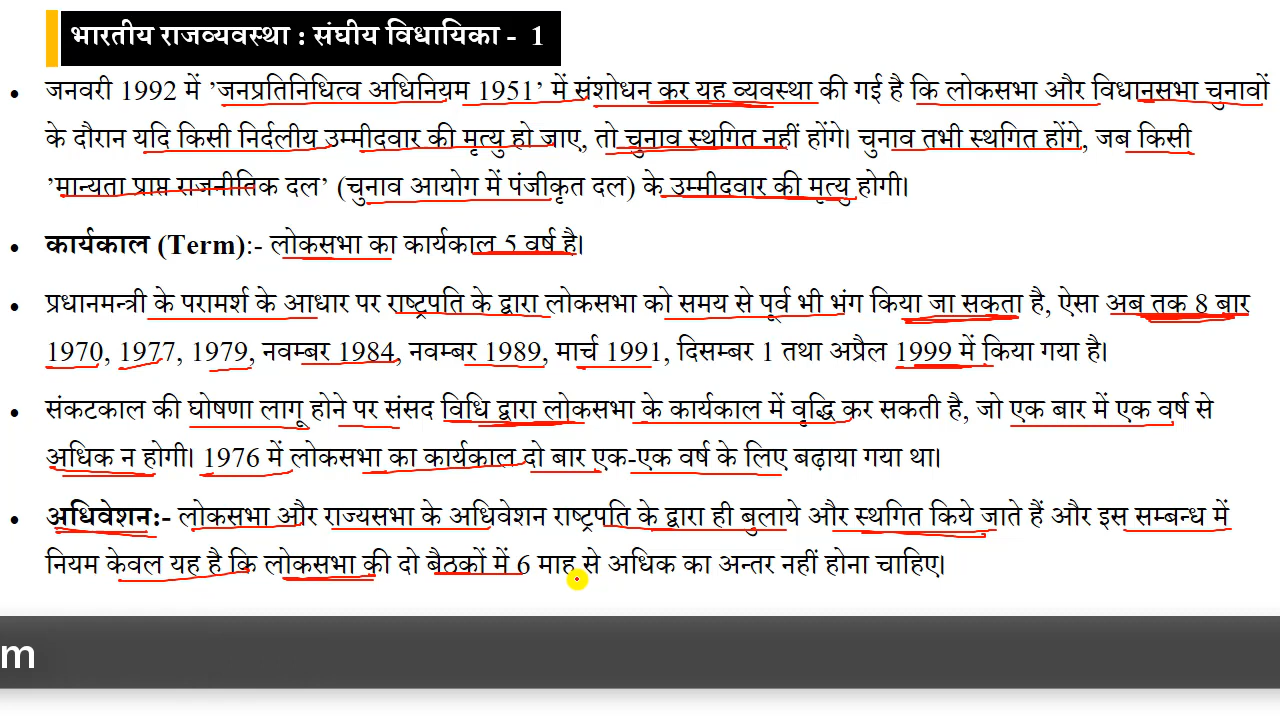 भारतीय राजव्यवस्था : संघीय विधायिका - 1
• जनवरी 1992 में ’जनप्रतिनिधित्व अधिनियम 1951’ में संशोधन कर यह व्यवस्था की गई है कि लोकसभा और विधानसभा चुनावों
के दौरान यदि किसी निर्दलीय उम्मीदवार की मृत्यु हो जाए, तो चुनाव स्थगित नहीं होंगे। चुनाव तभी स्थगित होंगे, जब किसी
’मान्यता प्राप्त राजनीतिक दल’ (चुनाव आयोग में पंजीकृत दल) के उम्मीदवार की मृत्यु होगी।
• कार्यकाल (Term):- लोकसभा का कार्यकाल 5 वर्ष है।
• प्रधानमन्त्री के परामर्श के आधार पर राष्ट्रपति के द्वारा लोकसभा को समय से पूर्व भी भंग किया जा सकता है, ऐसा अब तक 8 बार
1970, 1977, 1979, नवम्बर 1984, नवम्बर 1989, मार्च 1991, दिसम्बर 1 तथा अप्रैल 1999 में किया गया है।
• संकटकाल की घोषणा लागू होने पर संसद विधि द्वारा लोकसभा के कार्यकाल में वृद्धि कर सकती है, जो एक बार में एक वर्ष से
अधिक न होगी। 1976 में लोकसभा का कार्यकाल दो बार एक-एक वर्ष के लिए बढ़ाया गया था।
• अधिवेशन:- लोकसभा और राज्यसभा के अधिवेशन राष्ट्रपति के द्वारा ही बुलाये और स्थगित किये जाते हैं और इस सम्बन्ध में
नियम केवल यह है कि लोकसभा की दो बैठकों में 6 माह से अधिक का अन्तर नहीं होना चाहिए।
m